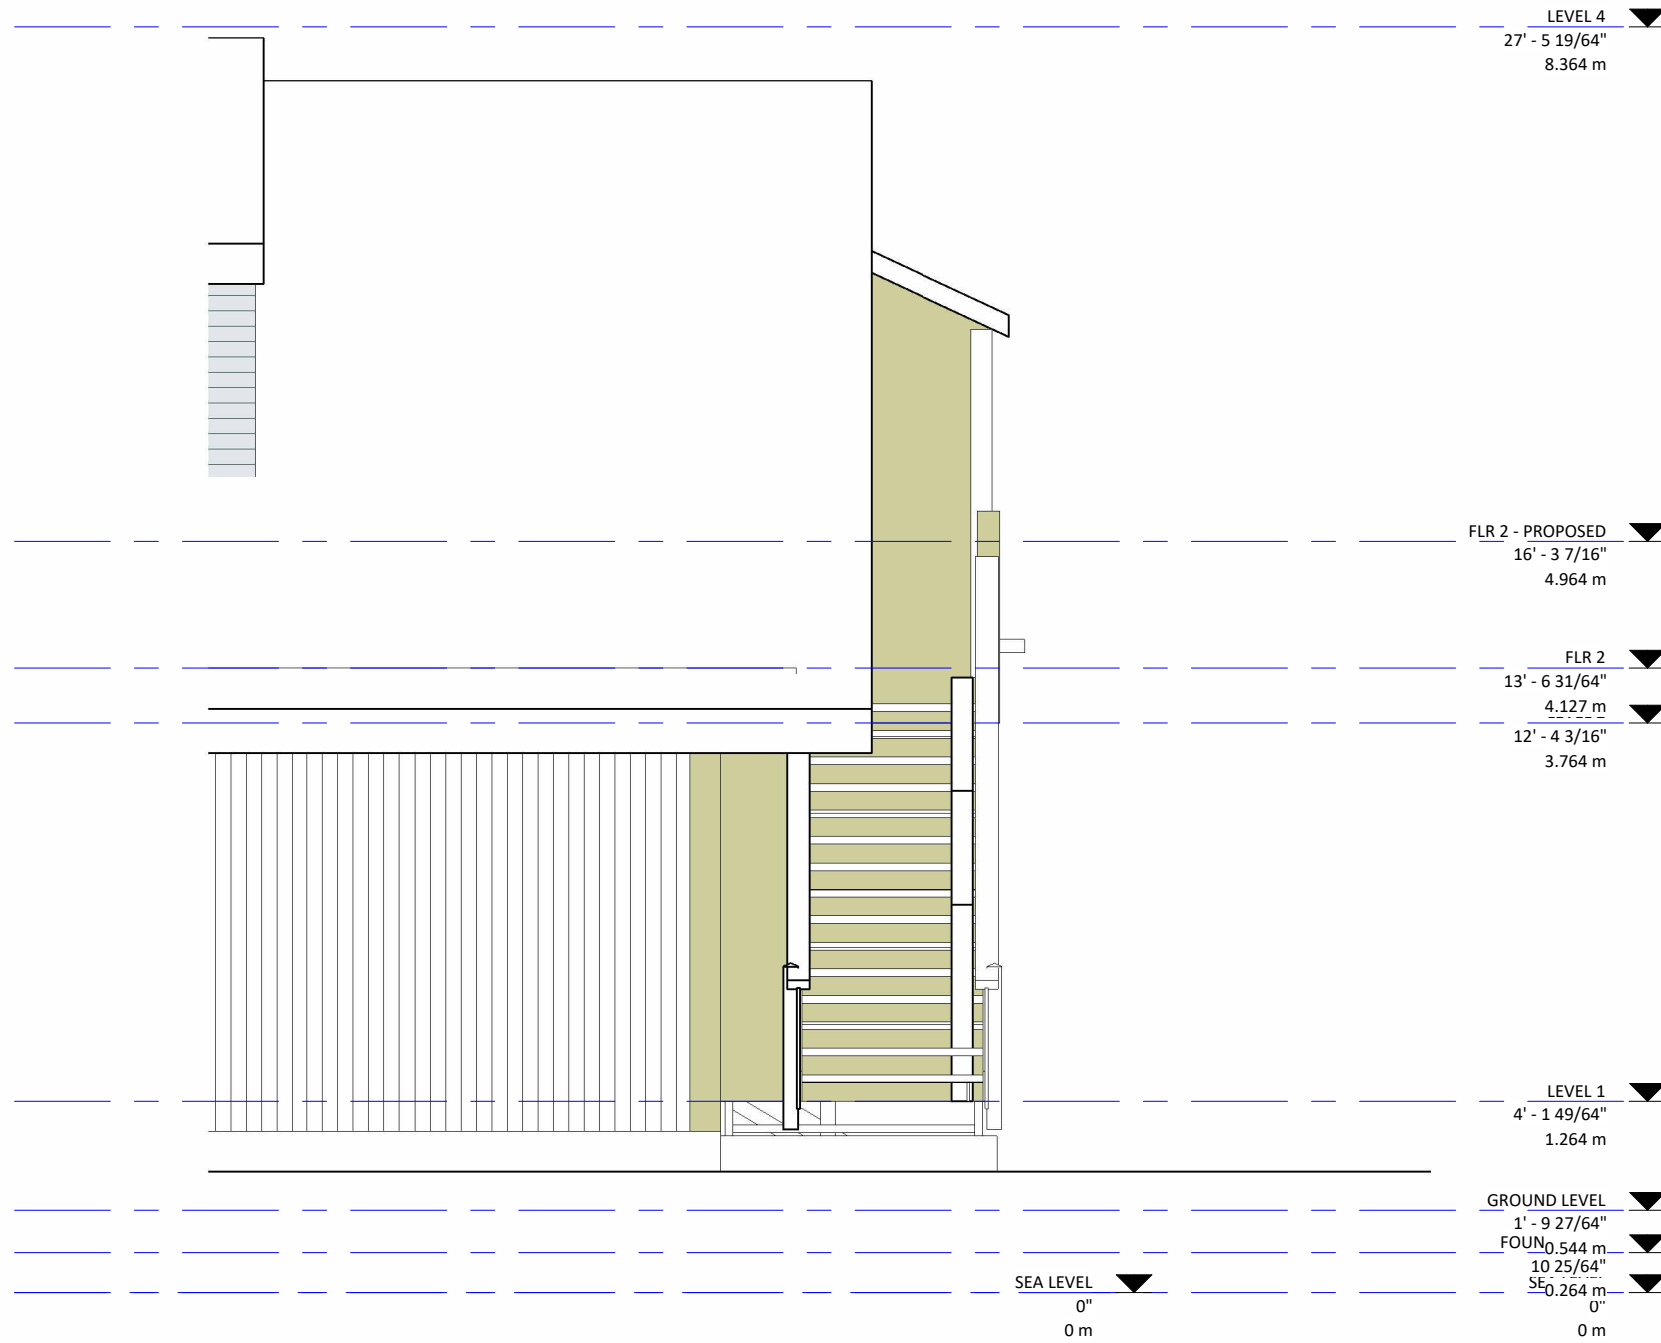 LEVEL 4
27' - 5 19/64"
8.364 m
FLR 2 - PROPOSED
16' - 3 7/16"
4.964 m
FLR 2
13' - 6 31/64"
4.127 m
12' - 4 3/16"
3.764 m
LEVEL 1
4' - 1 49/64"
1.264 m
GROUND LEVEL
1' - 9 27/64"
FOUN 0.544 m
10 25/64"
0.264 m
SEA LEVEL
0"
0 m
0"
0 m